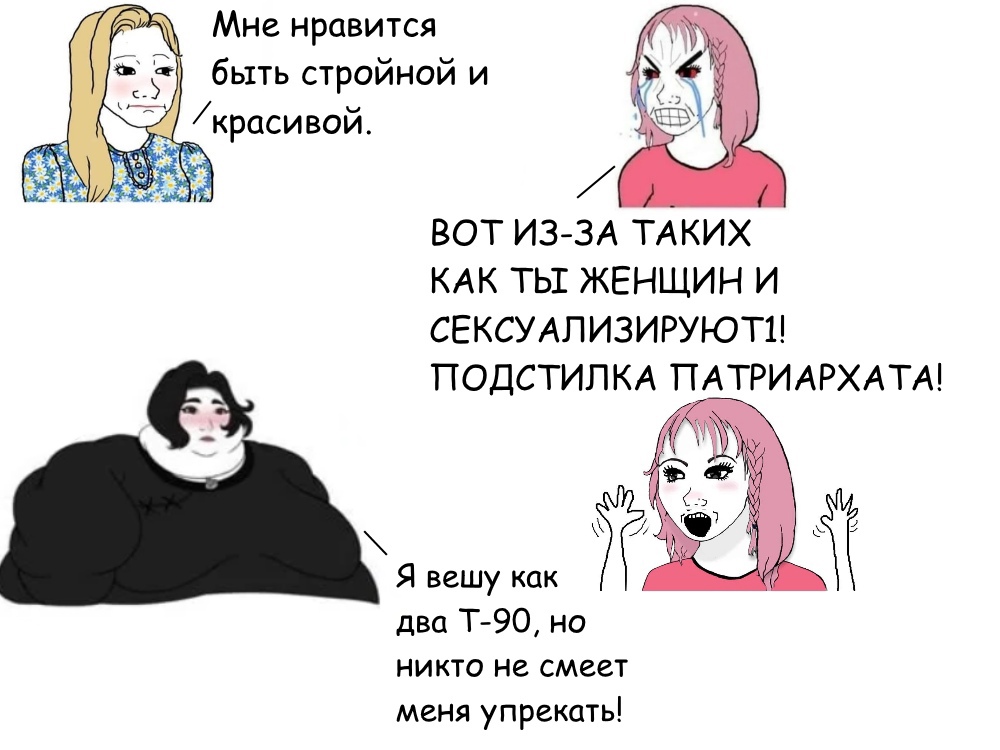 Мне нравится
быть стройной и
красивой.
ВОТ ИЗ-ЗА ТАКИХ
КАК ТЫ ЖЕНЩИН И
СЕКСУАЛИЗИРУЮТ1!
ПОДСТИЛКА ПАТРИАРХАТА!
Я вешу как
два Т-90, но
никто не смеет
меня упрекать!